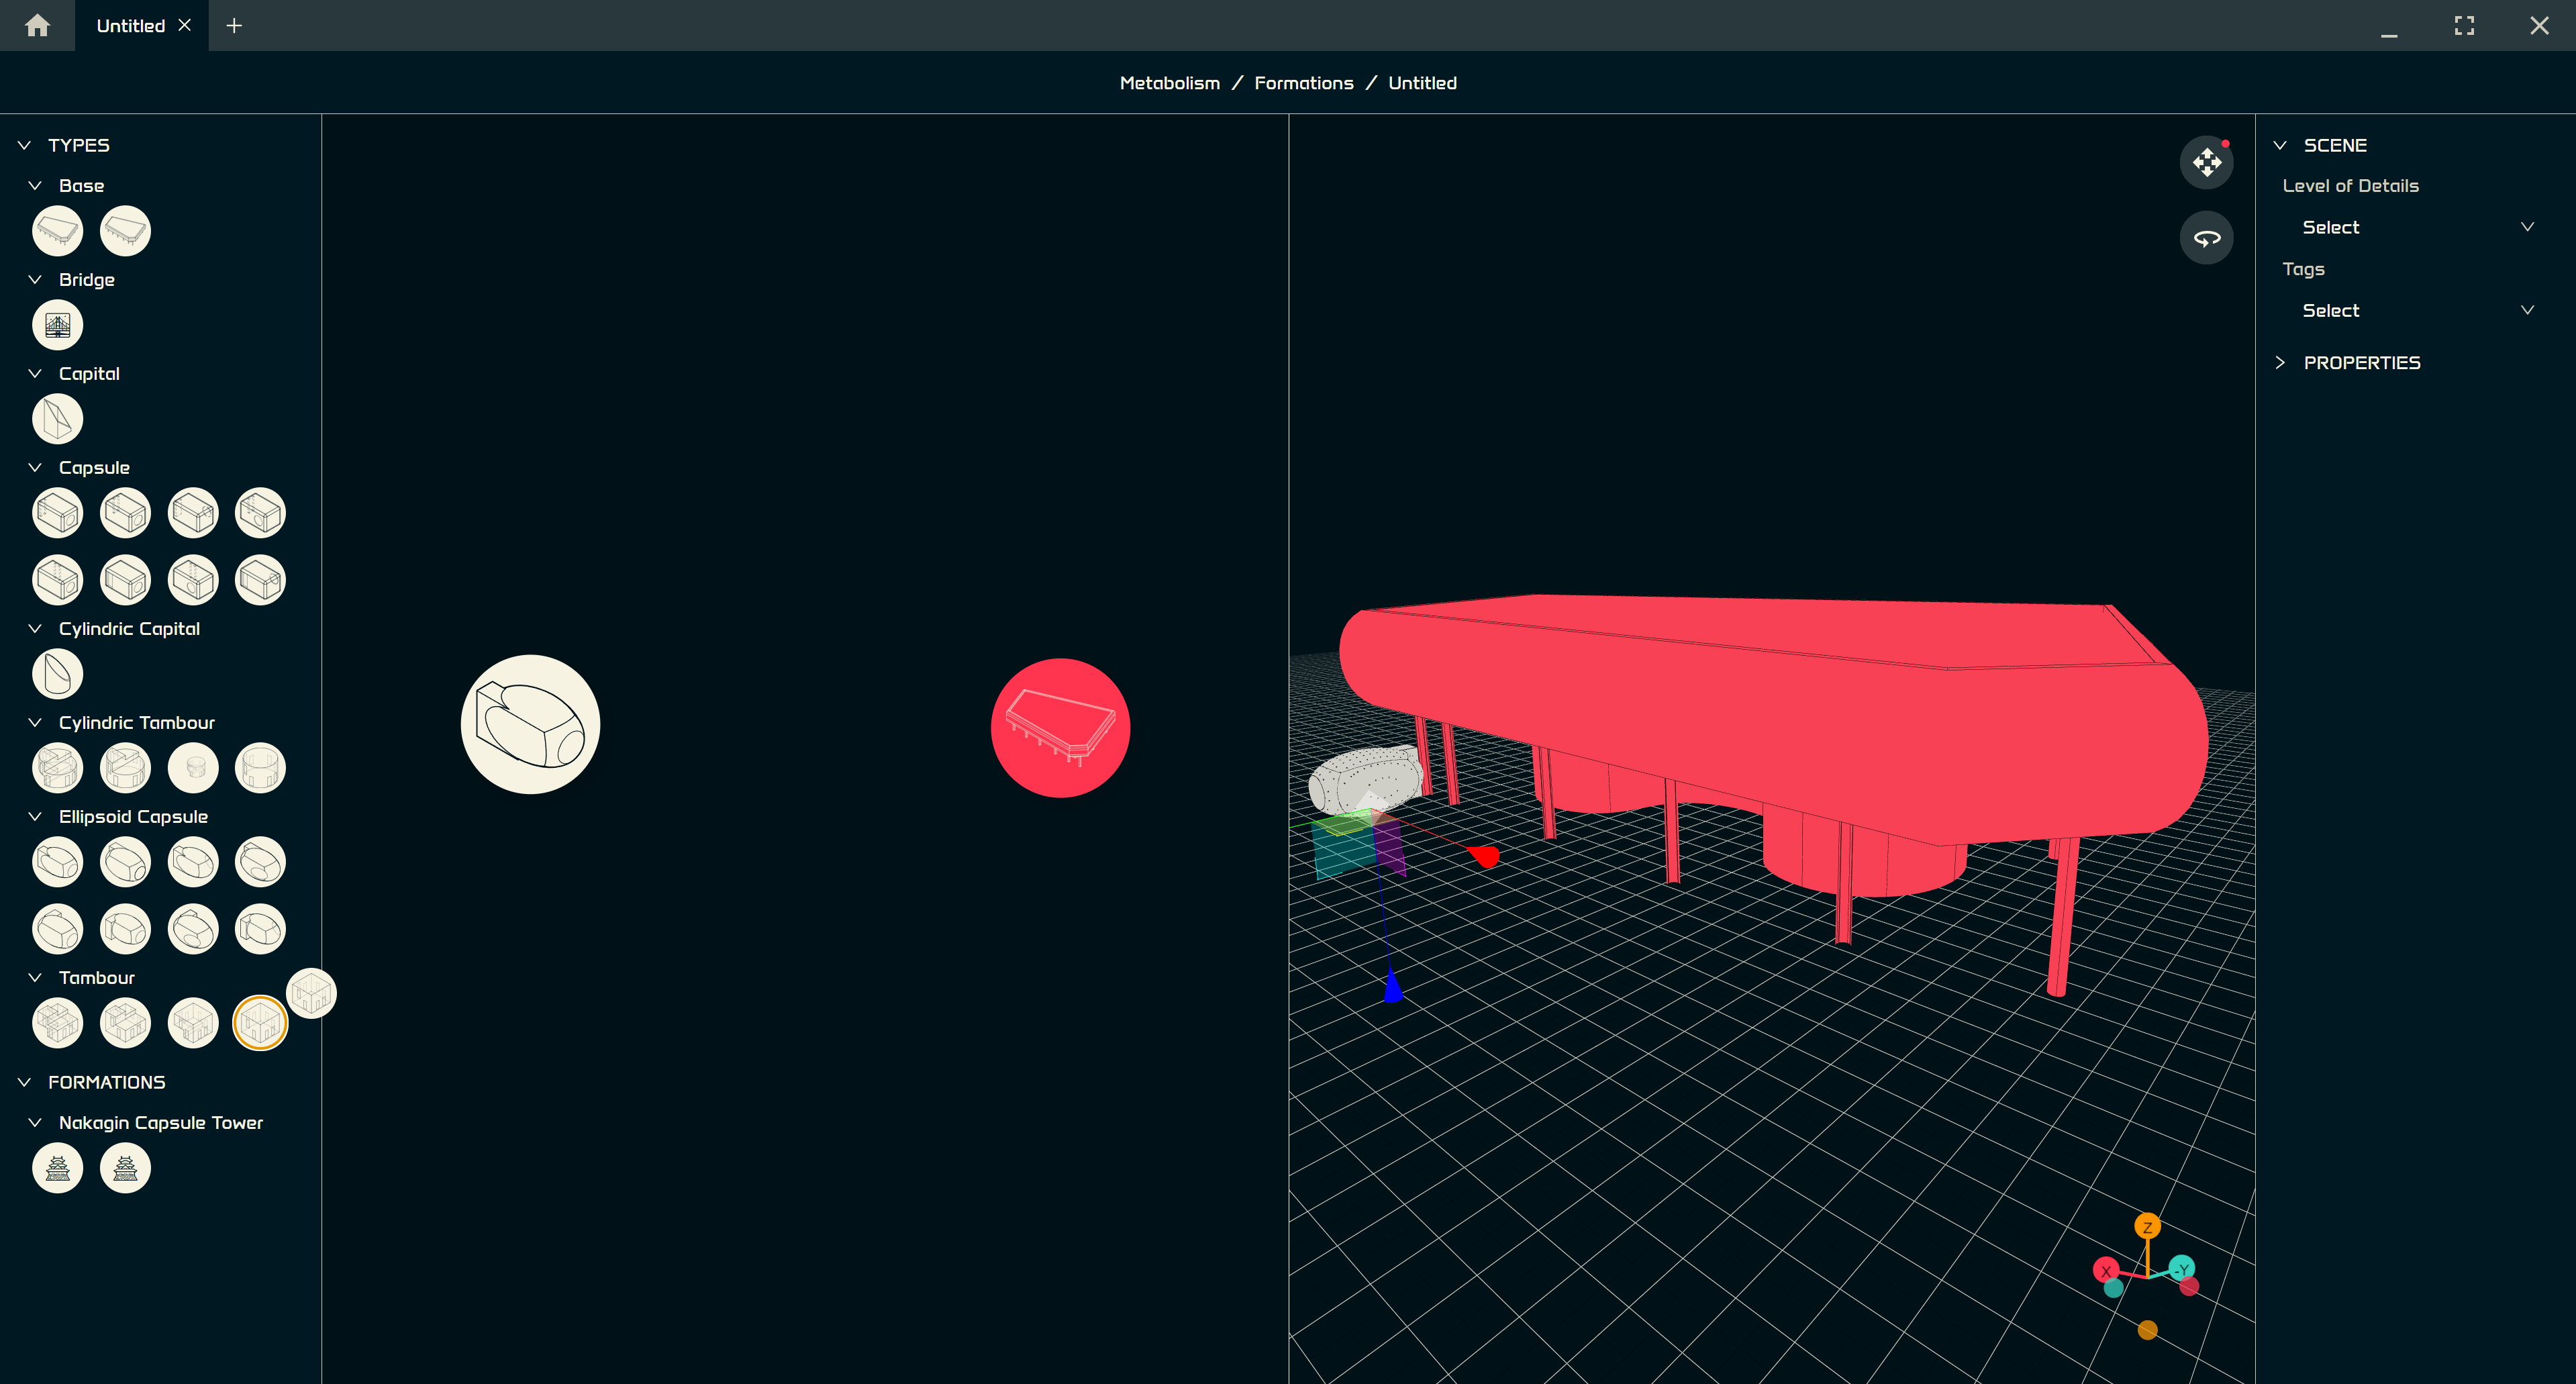 Untitled
Metabolism / Formations / Untitled
TYPES
Base
Bridge
Capital
Capsule
Cylindric Capital
Cylindric Tambour
Ellipsoid Capsule
Tambour
FORMATIONS
Nakagin Capsule Tower
Z
X
-Y
SCENE
Level of Details
Select
Tags
Select
PROPERTIES